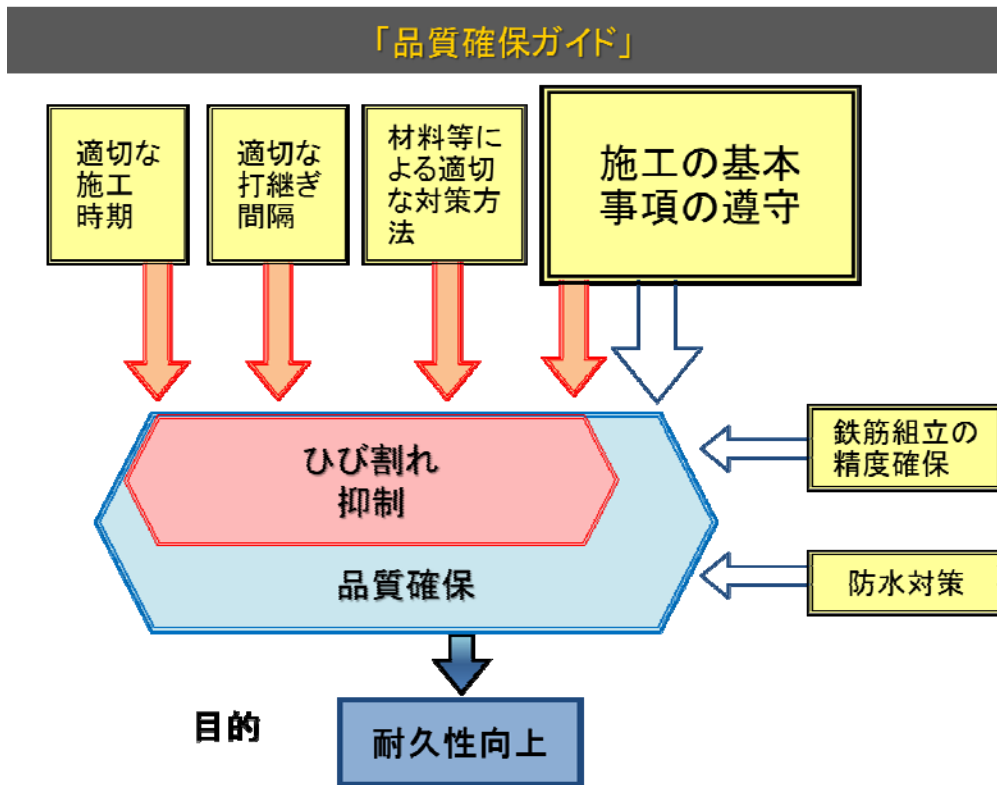 「品質確保ガイド」
適切な
施工
時期
適切な
打継ぎ
間隔
材料等に
よる適切
な対策方
法
施工の基本
事項の遵守
ひび割れ
抑制
品質確保
鉄筋組立の
精度確保
防水対策
目的
耐久性向上